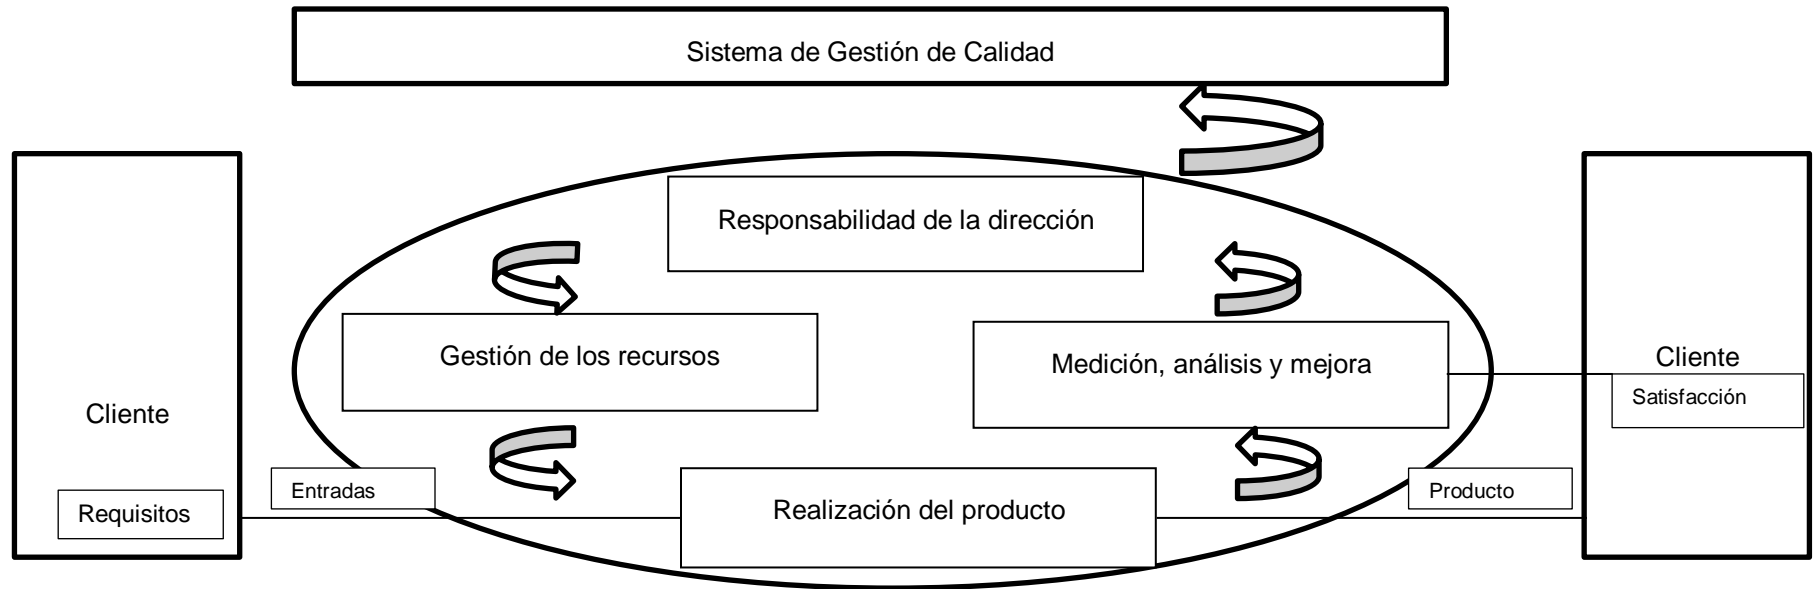 Sistema de Gestión de Calidad
Responsabilidad de la dirección
Gestión de los recursos
Medición, análisis y mejora
Cliente
Satisfacción
Cliente
Entradas
Producto
Requisitos
Realización del producto